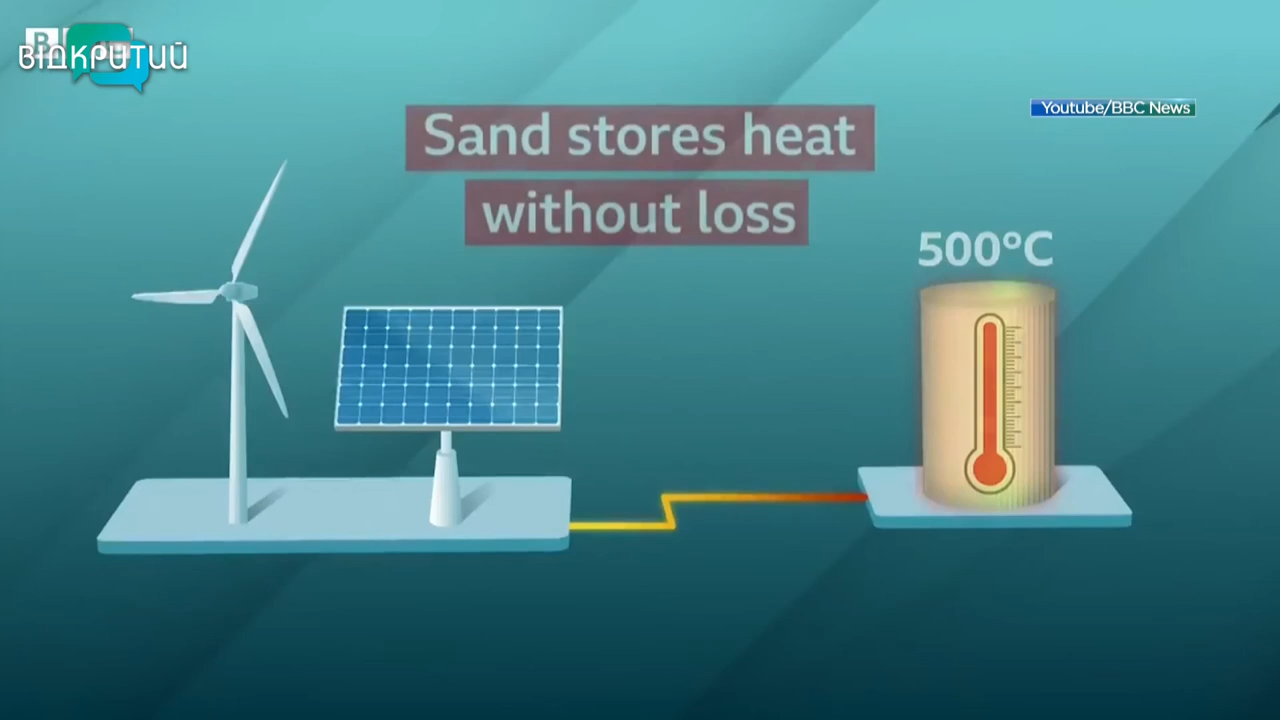 ВІДКРИТИЙ
Youtube/BBC News
Sand stores heat
without loss
500°C